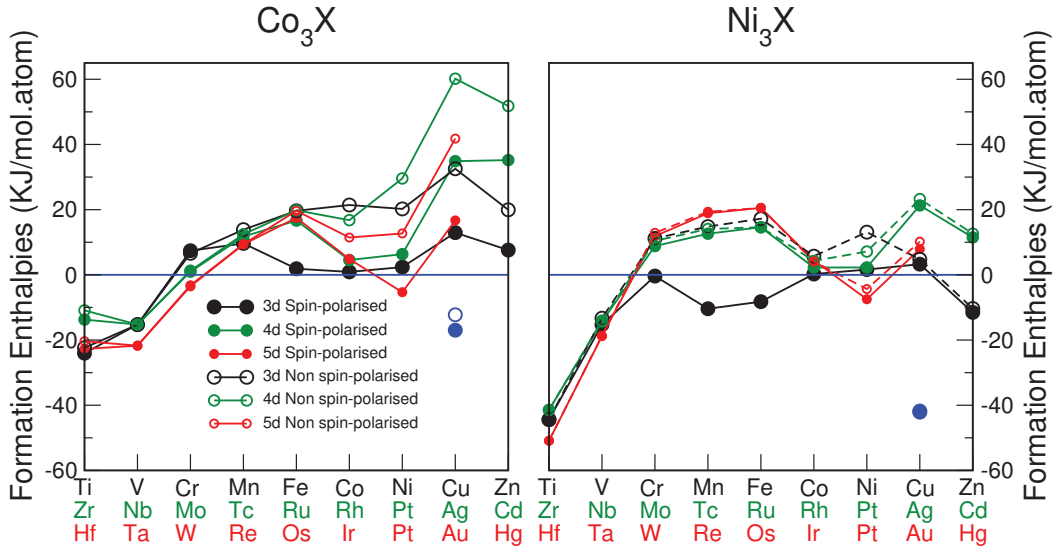 Co3X
Ni3X
Formation Enthalpies (KJ/mol.atom)
60
40
20
0
-20
-40
-60
3d Spin-polarised
4d Spin-polarised
5d Spin-polarised
3d Non spin-polarised
4d Non spin-polarised
5d Non spin-polarised
Ti V Cr Mn Fe Co Ni Cu Zn
Zr Nb Mo Tc Ru Rh Pt Ag Cd
Hf Ta W Re Os Ir Pt Au Hg
60
40
20
0
-20
-40
-60
Formation Enthalpies (KJ/mol.atom)
Ti V Cr Mn Fe Co Ni Cu Zn
Zr Nb Mo Tc Ru Rh Pt Ag Cd
Hf Ta W Re Os Ir Pt Au Hg